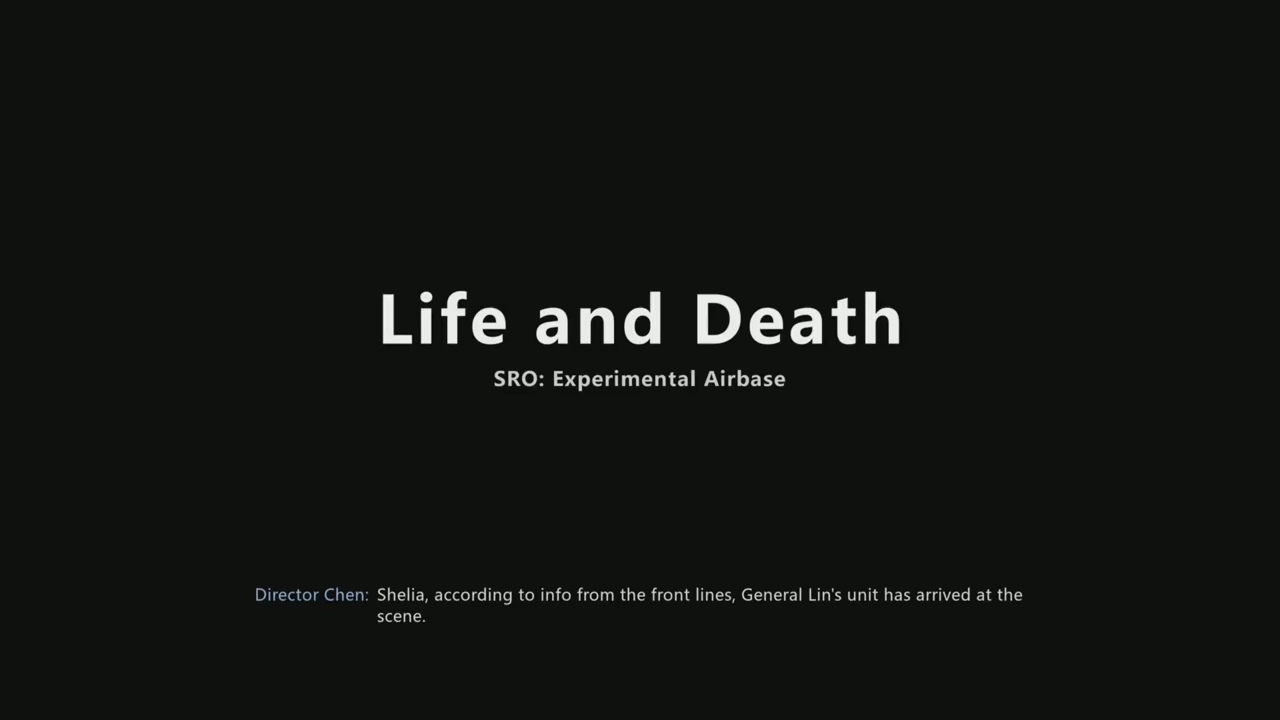 Life and Death
SRO: Experimental Airbase
Director Chen: Shelia, according to info from the front lines, General Lin's unit has arrived at the
scene.